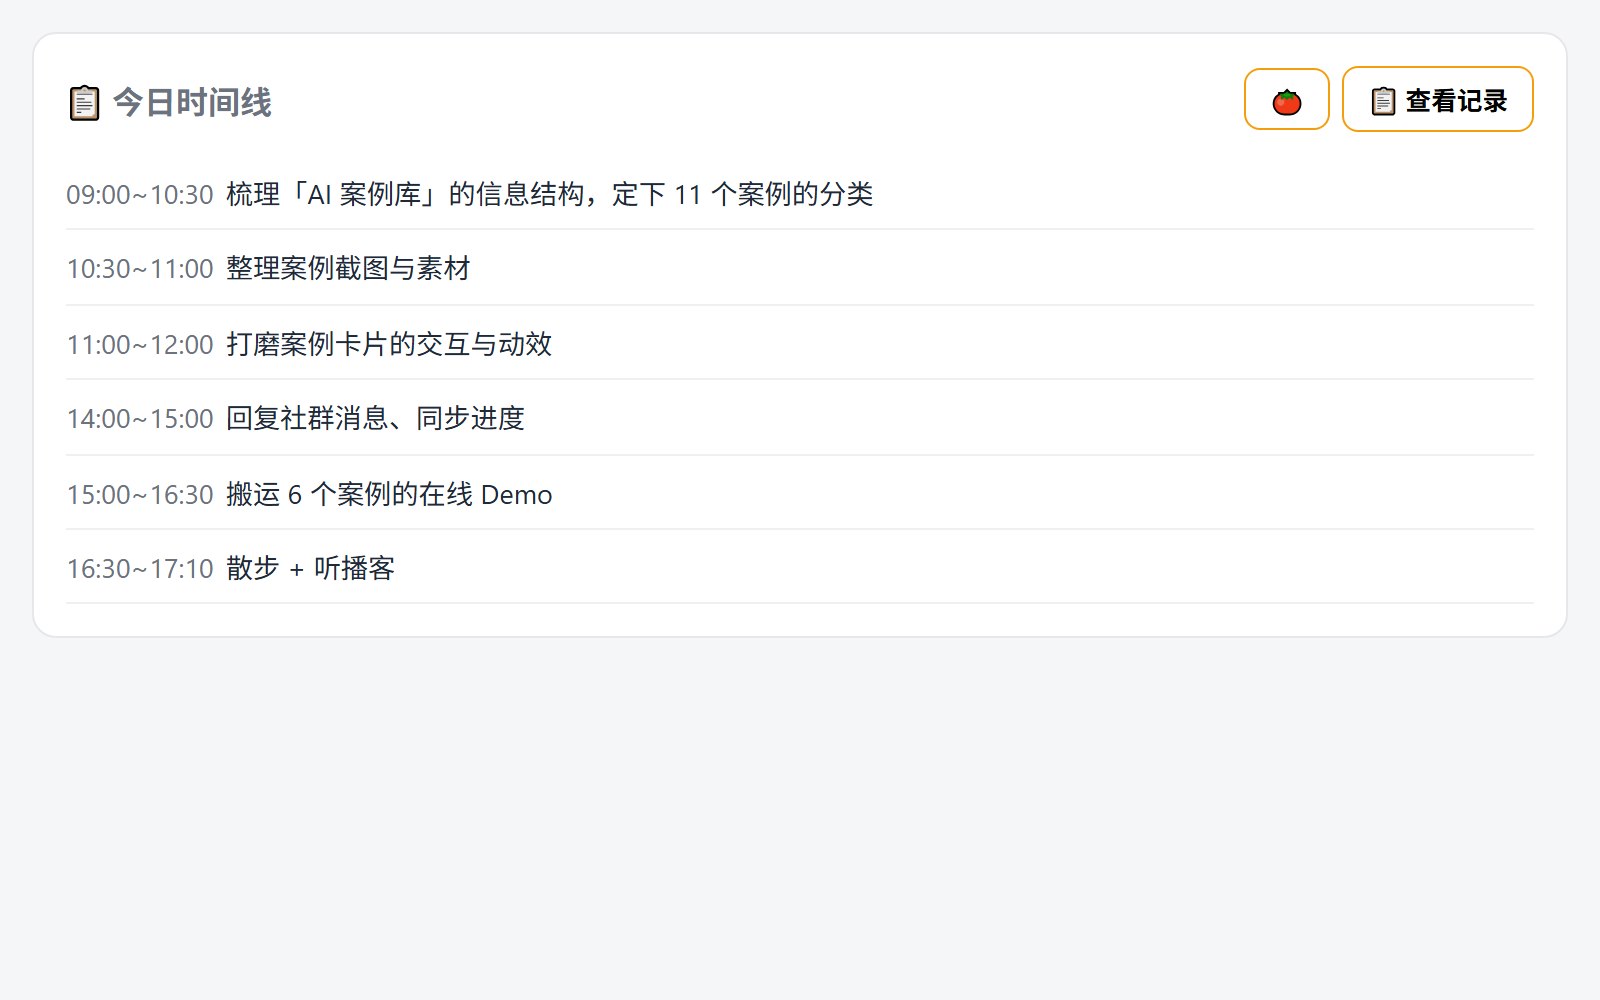 📋 今日时间线
🍅
📋 查看记录
09:00~10:30 梳理「AI 案例库」的信息结构，定下 11 个案例的分类
10:30~11:00 整理案例截图与素材
11:00~12:00 打磨案例卡片的交互与动效
14:00~15:00 回复社群消息、同步进度
15:00~16:30 搬运 6 个案例的在线 Demo
16:30~17:10 散步 + 听播客